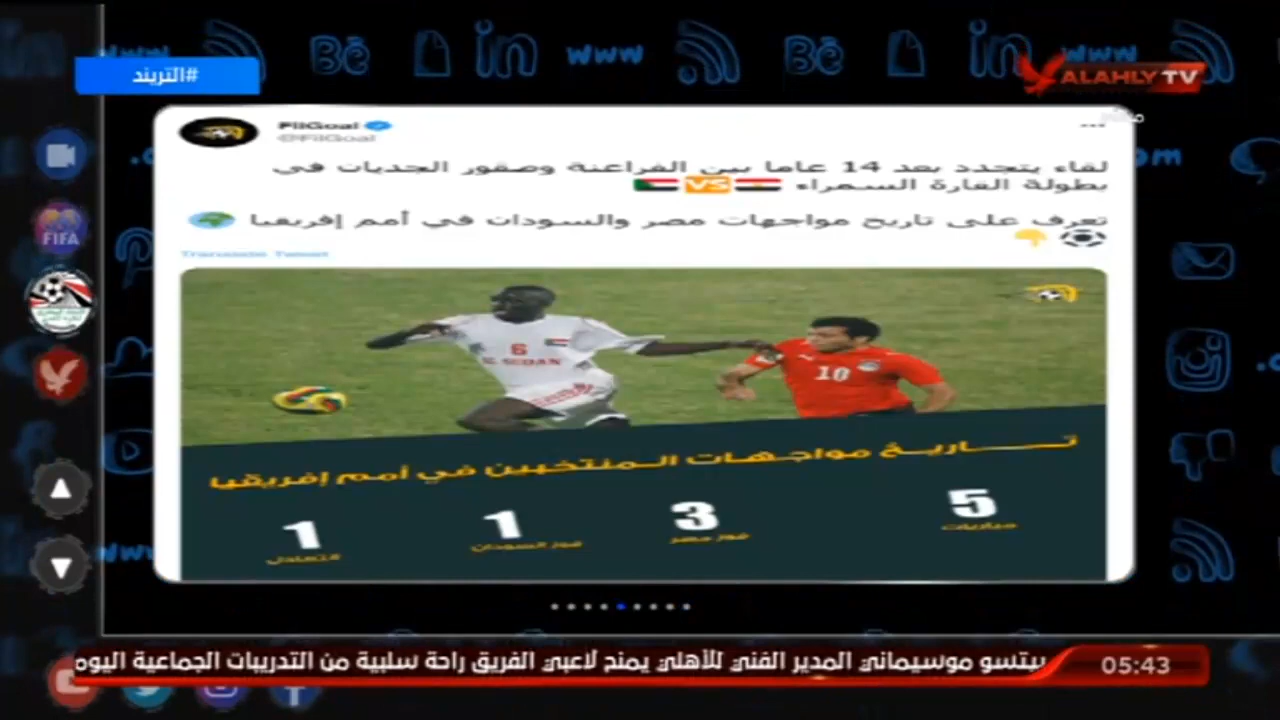 #التريند
ALAHLY TV
FilGoal
@FilGoal
لقاء يتجدد بعد 14 عاما بين الفراعنة وصقور الجديان في
بطولة القارة السمراء VS
تعرف على تاريخ مواجهات مصر والسودان في أمم إفريقيا
Translate Tweet
6
SUDAN
10
FIFA
تاريخ مواجهات المنتخبين في أمم إفريقيا
5 3 1 1
مباريات فوز مصر فوز السودان تعادل
بيتسو موسيماني المدير الفني للأهلي يمنح لاعبي الفريق راحة سلبية من التدريبات الجماعية اليوم
05:43